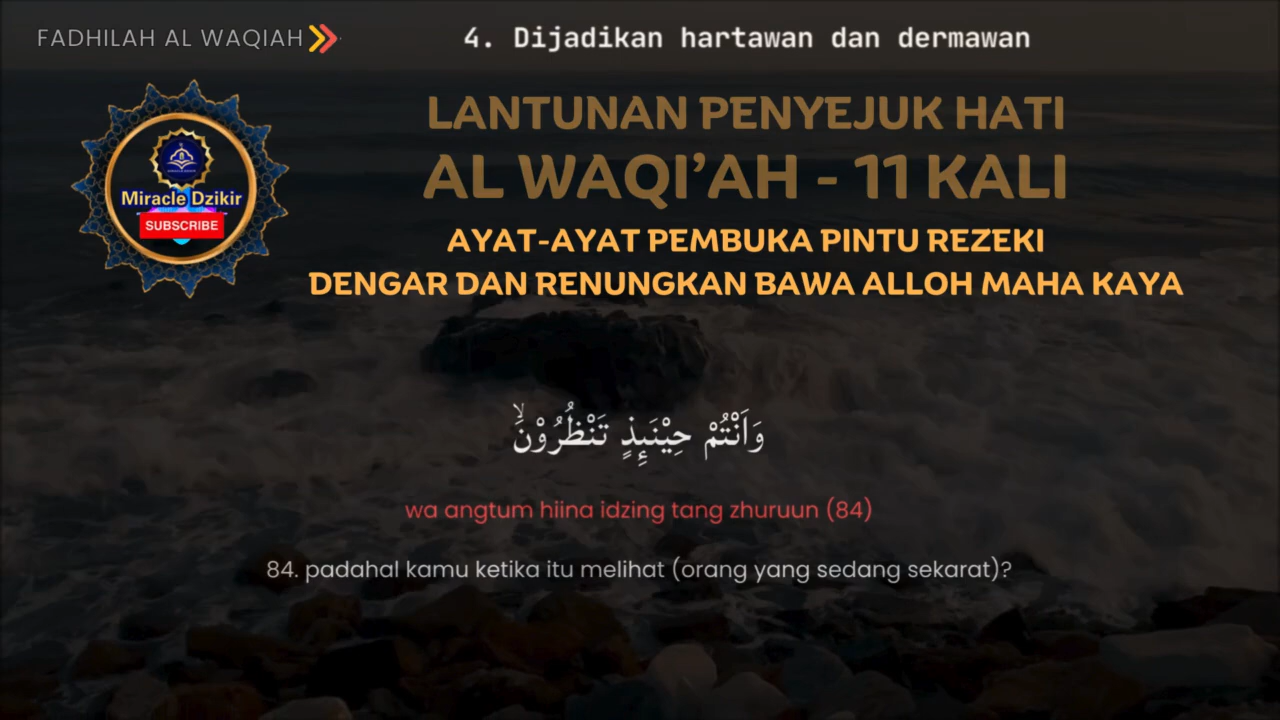 FADHILAH AL WAQIAH
4. Dijadikan hartawan dan dermawan
LANTUNAN PENYEJUK HATI
AL WAQI'AH - 11 KALI
AYAT-AYAT PEMBUKA PINTU REZEKI
DENGAR DAN RENUNGKAN BAWA ALLOH MAHA KAYA
Miracle Dzikir
SUBSCRIBE
وَاَنْتُمْ حِيْنَىِٕذٍ تَنْظُرُوْنَۙ
wa angtum hiina idzing tang zhuruun (84)
84. padahal kamu ketika itu melihat (orang yang sedang sekarat)?